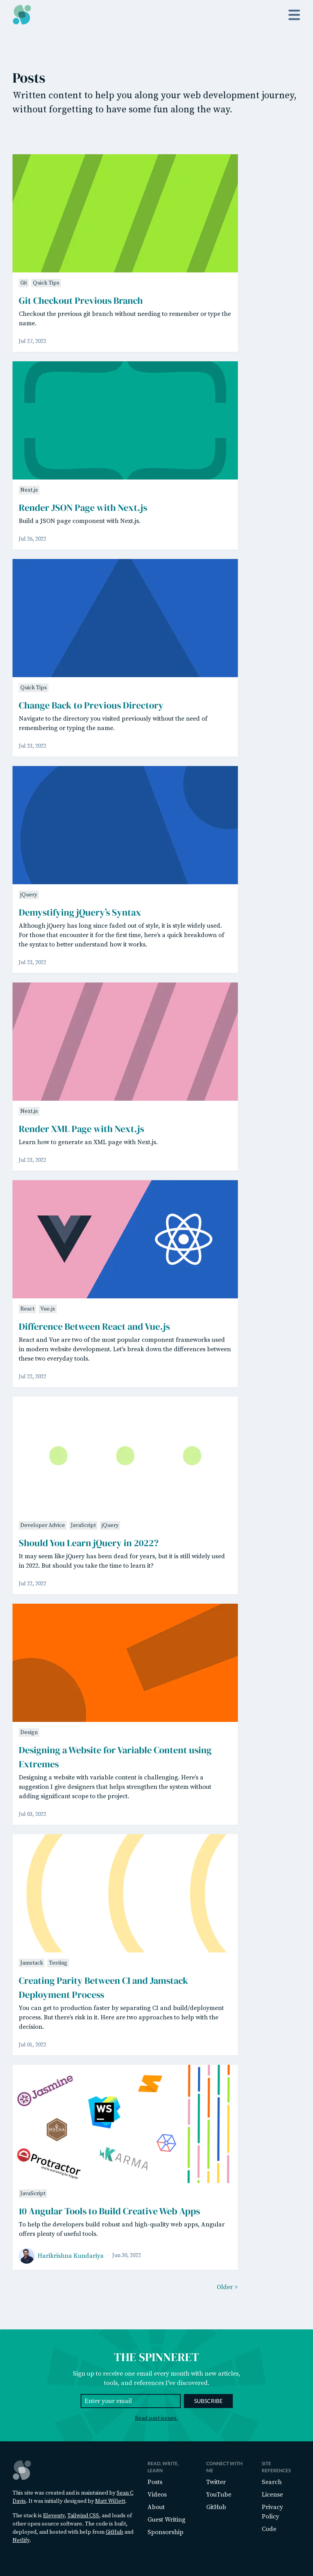 Posts
Written content to help you along your web development journey,
without forgetting to have some fun along the way.
Git Quick Tips
Git Checkout Previous Branch
Checkout the previous git branch without needing to remember or type the
name.
Jul 27, 2022
Next.js
Render JSON Page with Next.js
Build a JSON page component with Next.js.
Jul 26, 2022
Quick Tips
Change Back to Previous Directory
Navigate to the directory you visited previously without the need of
remembering or typing the name.
Jul 23, 2022
jQuery
Demystifying jQuery’s Syntax
Although jQuery has long since faded out of style, it is style widely used.
For those that encounter it for the first time, here’s a quick breakdown of
the syntax to better understand how it works.
Jul 23, 2022
Next.js
Render XML Page with Next.js
Learn how to generate an XML page with Next.js.
Jul 23, 2022
React Vue.js
Difference Between React and Vue.js
React and Vue are two of the most popular component frameworks used
in modern website development. Let’s break down the differences between
these two everyday tools.
Jul 22, 2022
Developer Advice JavaScript jQuery
Should You Learn jQuery in 2022?
It may seem like jQuery has been dead for years, but it is still widely used
in 2022. But should you take the time to learn it?
Jul 22, 2022
Design
Designing a Website for Variable Content using
Extremes
Designing a website with variable content is challenging. Here’s a
suggestion I give designers that helps strengthen the system without
adding significant scope to the project.
Jul 03, 2022
Jamstack Testing
Creating Parity Between CI and Jamstack
Deployment Process
You can get to production faster by separating CI and build/deployment
process. But there’s risk in it. Here are two approaches to help with the
decision.
Jul 01, 2022
Jasmine
WS
MOCHA
Protractor
KARMA
JavaScript
10 Angular Tools to Build Creative Web Apps
To help the developers build robust and high-quality web apps, Angular
offers plenty of useful tools.
Harikrishna Kundariya · Jun 30, 2022
Older >
THE SPINNERET
Sign up to receive one email every month with new articles,
tools, and references I've discovered.
Enter your email SUBSCRIBE
Read past issues.
This site was created and is maintained by Sean C
Davis. It was initially designed by Matt Willett.
The stack is Eleventy, Tailwind CSS, and loads of
other open source software. The code is built,
deployed, and hosted with help from GitHub and
Netlify.
READ, WRITE,
LEARN
Posts
Videos
About
Guest Writing
Sponsorship
CONNECT WITH
ME
Twitter
YouTube
GitHub
SITE
REFERENCES
Search
License
Privacy
Policy
Code